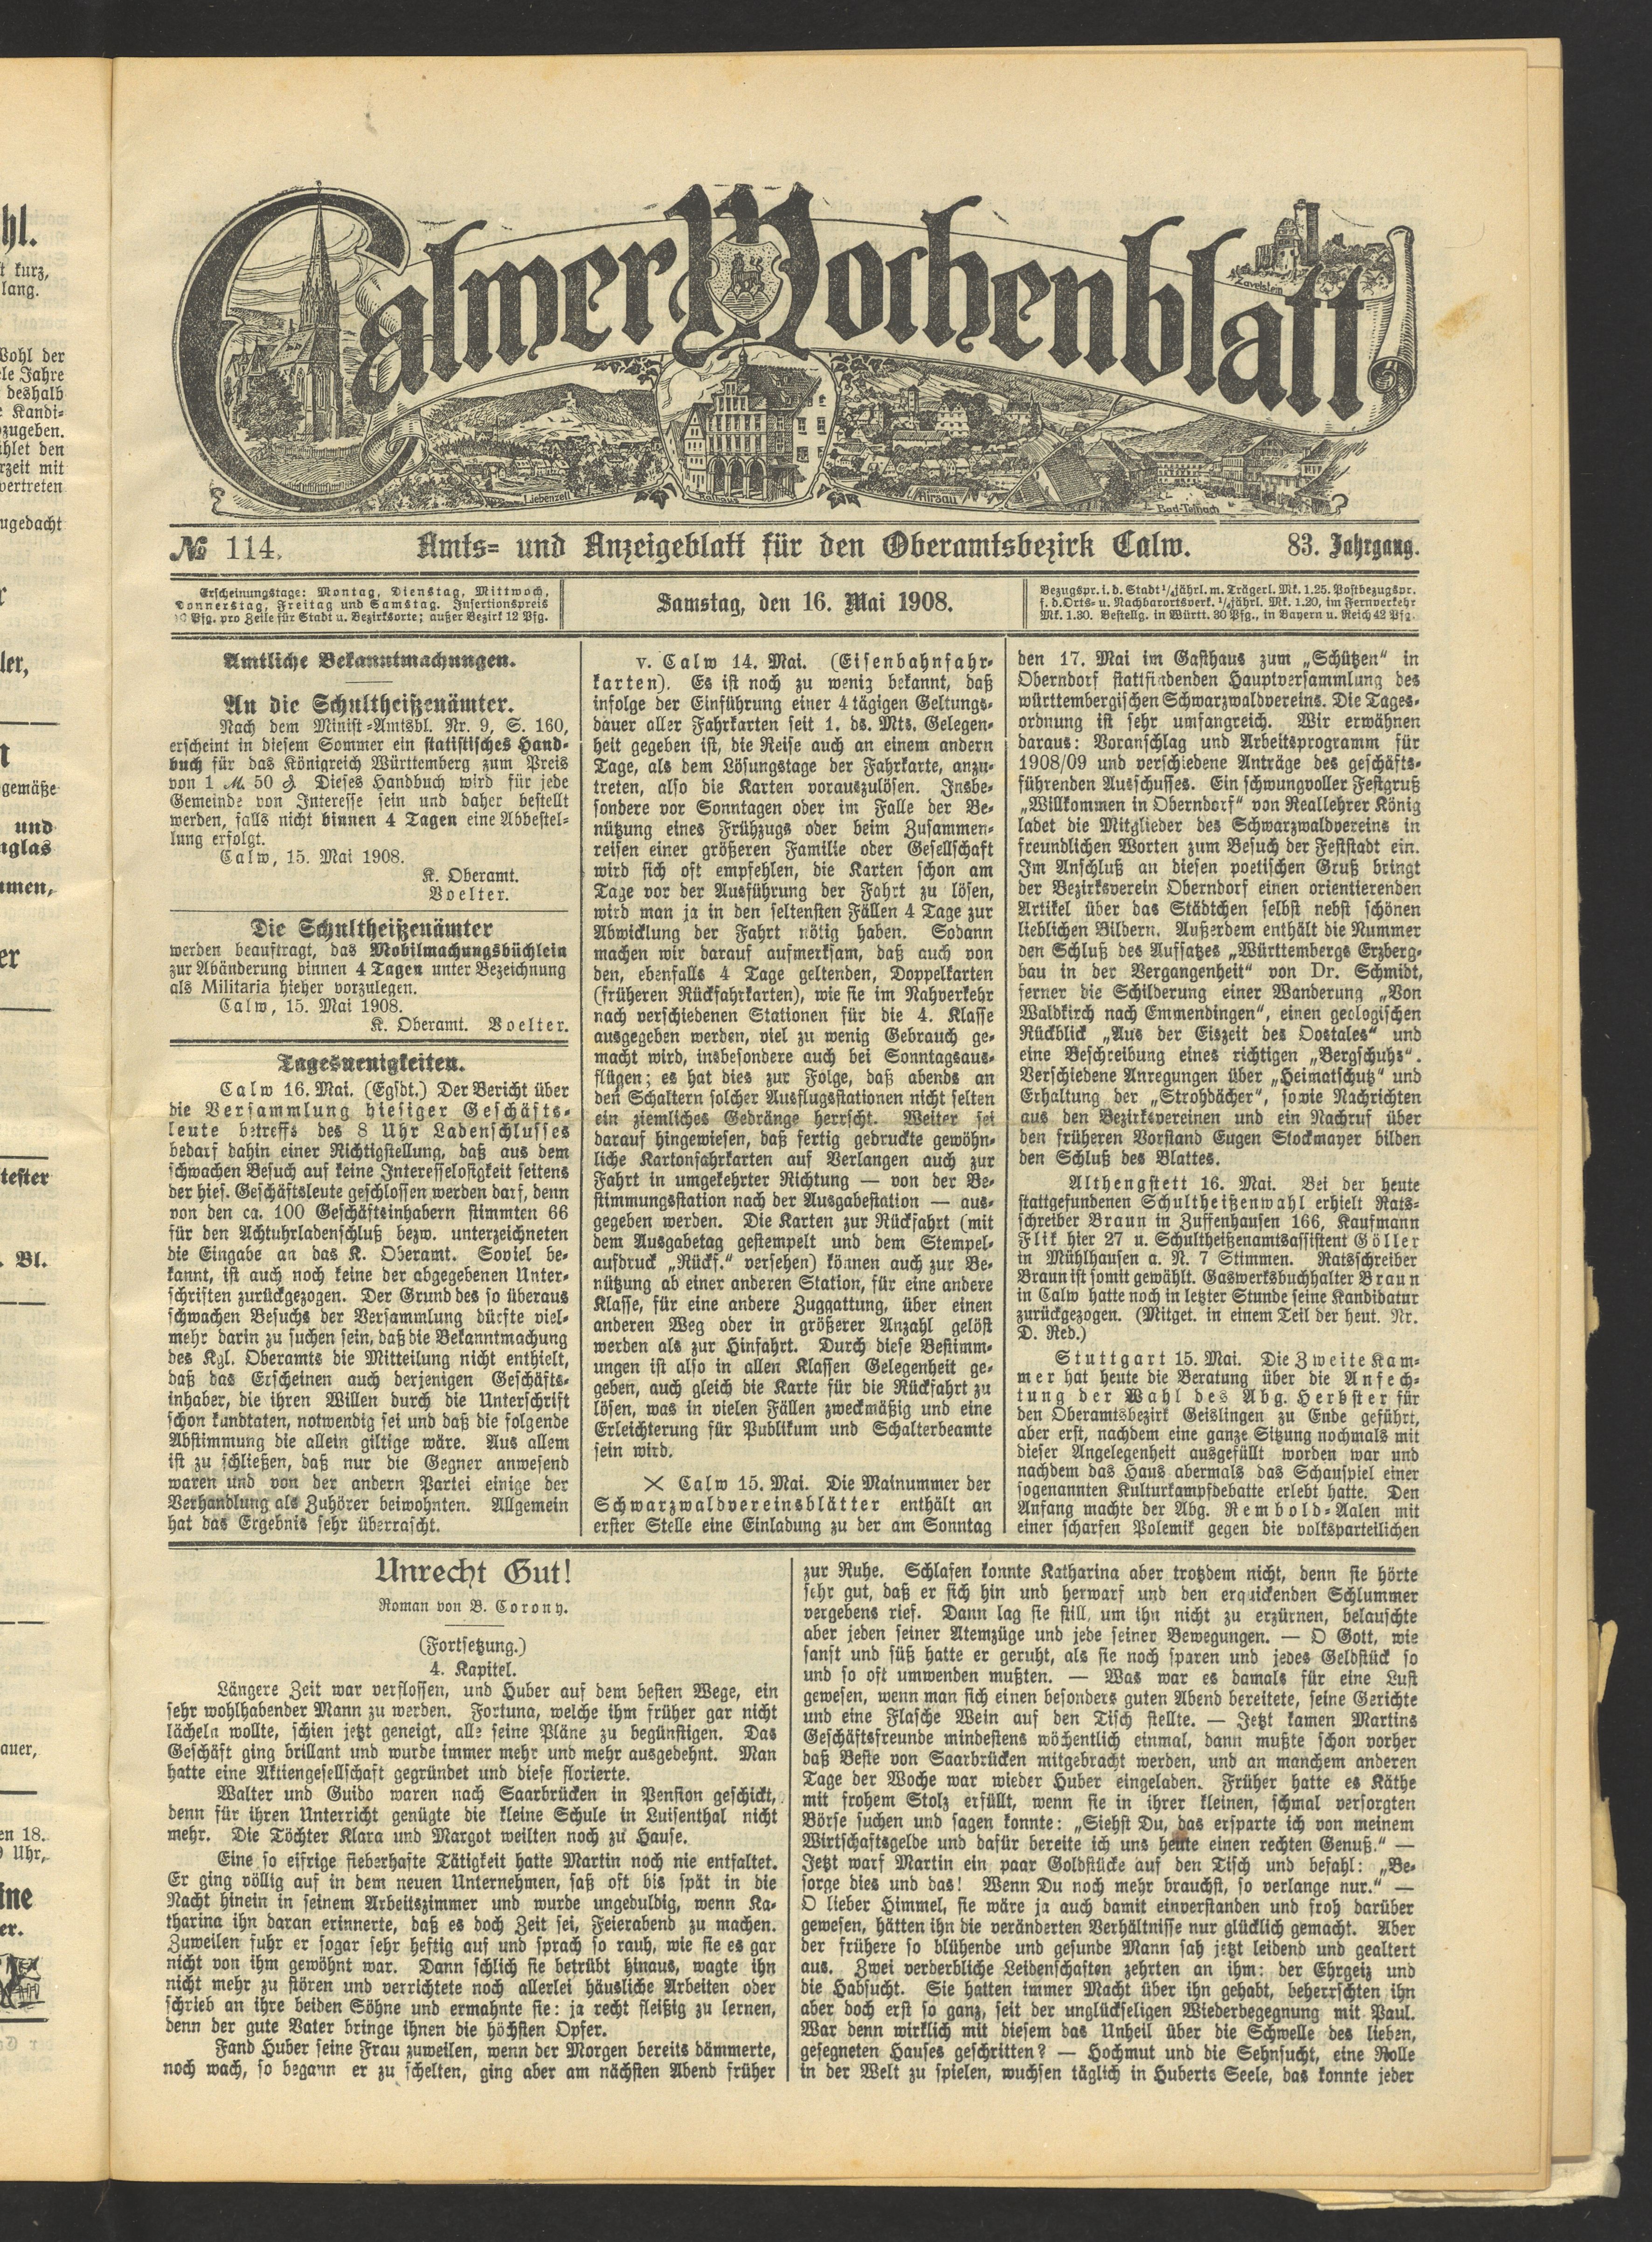 Calwer Wochenblatt
Zavelstein
Liebenzell
Rathaus
Hirsau
Bad-Teinach
№ 114.
Amts- und Anzeigeblatt für den Oberamtsbezirk Calw.
83. Jahrgang.
Erscheinungstage: Montag, Dienstag, Mittwoch,
Donnerstag, Freitag und Samstag. Insertionspreis
10 Pfg. pro Zeile für Stadt u. Bezirksorte; außer Bezirk 12 Pfg.
Samstag, den 16. Mai 1908.
Bezugspr. i. d. Stadt ¼jährl. m. Trägerl. Mk. 1.25. Postbezugspr.
f. d. Orts- u. Nachbarortsverk. ¼jährl. Mk. 1.20, im Fernverkehr
Mk. 1.30. Bestellg. in Württ. 30 Pfg., in Bayern u. Reich 42 Pfg.
Amtliche Bekanntmachungen.
An die Schultheißenämter.
Nach dem Minist-Amtsbl. Nr. 9, S. 160,
erscheint in diesem Sommer ein statistisches Hand-
buch für das Königreich Württemberg zum Preis
von 1 M. 50 ₰. Dieses Handbuch wird für jede
Gemeinde von Interesse sein und daher bestellt
werden, falls nicht binnen 4 Tagen eine Abbestel-
lung erfolgt.
Calw, 15. Mai 1908.
K. Oberamt.
Voelter.
Die Schultheißenämter
werden beauftragt, das Mobilmachungsbüchlein
zur Abänderung binnen 4 Tagen unter Bezeichnung
als Militaria hieher vorzulegen.
Calw, 15. Mai 1908.
K. Oberamt. Voelter.
Tagesneuigkeiten.
Calw 16. Mai. (Egsdt.) Der Bericht über
die Versammlung hiesiger Geschäfts-
leute betreffs des 8 Uhr Ladenschlusses
bedarf dahin einer Richtigstellung, daß aus dem
schwachen Besuch auf keine Interesselosigkeit seitens
der hies. Geschäftsleute geschlossen werden darf, denn
von den ca. 100 Geschäftsinhabern stimmten 66
für den Achtuhrladenschluß bezw. unterzeichneten
die Eingabe an das K. Oberamt. Soviel be-
kannt, ist auch noch keine der abgegebenen Unter-
schriften zurückgezogen. Der Grund des so überaus
schwachen Besuchs der Versammlung dürfte viel-
mehr darin zu suchen sein, daß die Bekanntmachung
des Kgl. Oberamts die Mitteilung nicht enthielt,
daß das Erscheinen auch derjenigen Geschäfts-
inhaber, die ihren Willen durch die Unterschrift
schon kundtaten, notwendig sei und daß die folgende
Abstimmung die allein giltige wäre. Aus allem
ist zu schließen, daß nur die Gegner anwesend
waren und von der andern Partei einige der
Verhandlung als Zuhörer beiwohnten. Allgemein
hat das Ergebnis sehr überrascht.
v. Calw 14. Mai. (Eisenbahnfahr-
karten). Es ist noch zu wenig bekannt, daß
infolge der Einführung einer 4 tägigen Geltungs-
dauer aller Fahrkarten seit 1. ds. Mts. Gelegen-
heit gegeben ist, die Reise auch an einem andern
Tage, als dem Lösungstage der Fahrkarte, anzu-
treten, also die Karten vorauszulösen. Insbe-
sondere vor Sonntagen oder im Falle der Be-
nützung eines Frühzugs oder beim Zusammen-
reisen einer größeren Familie oder Gesellschaft
wird sich oft empfehlen, die Karten schon am
Tage vor der Ausführung der Fahrt zu lösen,
wird man ja in den seltensten Fällen 4 Tage zur
Abwicklung der Fahrt nötig haben. Sodann
machen wir darauf aufmerksam, daß auch von
den, ebenfalls 4 Tage geltenden, Doppelkarten
(früheren Rückfahrkarten), wie sie im Nahverkehr
nach verschiedenen Stationen für die 4. Klasse
ausgegeben werden, viel zu wenig Gebrauch ge-
macht wird, insbesondere auch bei Sonntagsaus-
flügen; es hat dies zur Folge, daß abends an
den Schaltern solcher Ausflugsstationen nicht selten
ein ziemliches Gedränge herrscht. Weiter sei
darauf hingewiesen, daß fertig gedruckte gewöhn-
liche Kartonfahrkarten auf Verlangen auch zur
Fahrt in umgekehrter Richtung — von der Be-
stimmungsstation nach der Ausgabestation — aus-
gegeben werden. Die Karten zur Rückfahrt (mit
dem Ausgabetag gestempelt und dem Stempel-
aufdruck „Rückf.“ versehen) können auch zur Be-
nützung ab einer anderen Station, für eine andere
Klasse, für eine andere Zuggattung, über einen
anderen Weg oder in größerer Anzahl gelöst
werden als zur Hinfahrt. Durch diese Bestimm-
ungen ist also in allen Klassen Gelegenheit ge-
geben, auch gleich die Karte für die Rückfahrt zu
lösen, was in vielen Fällen zweckmäßig und eine
Erleichterung für Publikum und Schalterbeamte
sein wird.
× Calw 15. Mai. Die Mainummer der
Schwarzwaldvereinsblätter enthält an
erster Stelle eine Einladung zu der am Sonntag
den 17. Mai im Gasthaus zum „Schützen“ in
Oberndorf stattfindenden Hauptversammlung des
württembergischen Schwarzwaldvereins. Die Tages-
ordnung ist sehr umfangreich. Wir erwähnen
daraus: Voranschlag und Arbeitsprogramm für
1908/09 und verschiedene Anträge des geschäfts-
führenden Ausschusses. Ein schwungvoller Festgruß
„Willkommen in Oberndorf“ von Reallehrer König
ladet die Mitglieder des Schwarzwaldvereins in
freundlichen Worten zum Besuch der Feststadt ein.
Im Anschluß an diesen poetischen Gruß bringt
der Bezirksverein Oberndorf einen orientierenden
Artikel über das Städtchen selbst nebst schönen
lieblichen Bildern. Außerdem enthält die Nummer
den Schluß des Aufsatzes „Württembergs Erzberg-
bau in der Vergangenheit“ von Dr. Schmidt,
ferner die Schilderung einer Wanderung „Von
Waldkirch nach Emmendingen“, einen geologischen
Rückblick „Aus der Eiszeit des Oostales“ und
eine Beschreibung eines richtigen „Bergschuhs“.
Verschiedene Anregungen über „Heimatschutz“ und
Erhaltung der „Strohdächer“, sowie Nachrichten
aus den Bezirksvereinen und ein Nachruf über
den früheren Vorstand Eugen Stockmayer bilden
den Schluß des Blattes.
Althengstett 16. Mai. Bei der heute
stattgefundenen Schultheißenwahl erhielt Rats-
schreiber Braun in Zuffenhausen 166, Kaufmann
Flik hier 27 u. Schultheißenamtsassistent Göller
in Mühlhausen a. N. 7 Stimmen. Ratsschreiber
Braun ist somit gewählt. Gaswerksbuchhalter Braun
in Calw hatte noch in letzter Stunde seine Kandidatur
zurückgezogen. (Mitget. in einem Teil der heut. Nr.
D. Red.)
Stuttgart 15. Mai. Die Zweite Kam-
mer hat heute die Beratung über die Anfech-
tung der Wahl des Abg. Herbster für
den Oberamtsbezirk Geislingen zu Ende geführt,
aber erst, nachdem eine ganze Sitzung nochmals mit
dieser Angelegenheit ausgefüllt worden war und
nachdem das Haus abermals das Schauspiel einer
sogenannten Kulturkampfdebatte erlebt hatte. Den
Anfang machte der Abg. Rembold-Aalen mit
einer scharfen Polemik gegen die volksparteilichen
Unrecht Gut!
Roman von B. Corony.
(Fortsetzung.)
4. Kapitel.
Längere Zeit war verflossen, und Huber auf dem besten Wege, ein
sehr wohlhabender Mann zu werden. Fortuna, welche ihm früher gar nicht
lächeln wollte, schien jetzt geneigt, alle seine Pläne zu begünstigen. Das
Geschäft ging brillant und wurde immer mehr und mehr ausgedehnt. Man
hatte eine Aktiengesellschaft gegründet und diese florierte.
Walter und Guido waren nach Saarbrücken in Pension geschickt,
denn für ihren Unterricht genügte die kleine Schule in Luisenthal nicht
mehr. Die Töchter Klara und Margot weilten noch zu Hause.
Eine so eifrige fieberhafte Tätigkeit hatte Martin noch nie entfaltet.
Er ging völlig auf in dem neuen Unternehmen, saß oft bis spät in die
Nacht hinein in seinem Arbeitszimmer und wurde ungeduldig, wenn Ka-
tharina ihn daran erinnerte, daß es doch Zeit sei, Feierabend zu machen.
Zuweilen fuhr er sogar sehr heftig auf und sprach so rauh, wie sie es gar
nicht von ihm gewöhnt war. Dann schlich sie betrübt hinaus, wagte ihn
nicht mehr zu stören und verrichtete noch allerlei häusliche Arbeiten oder
schrieb an ihre beiden Söhne und ermahnte sie: ja recht fleißig zu lernen,
denn der gute Vater bringe ihnen die höchsten Opfer.
Fand Huber seine Frau zuweilen, wenn der Morgen bereits dämmerte,
noch wach, so begann er zu schelten, ging aber am nächsten Abend früher
zur Ruhe. Schlafen konnte Katharina aber trotzdem nicht, denn sie hörte
sehr gut, daß er sich hin und herwarf und den erquickenden Schlummer
vergebens rief. Dann lag sie still, um ihn nicht zu erzürnen, belauschte
aber jeden seiner Atemzüge und jede seiner Bewegungen. — O Gott, wie
sanft und süß hatte er geruht, als sie noch sparen und jedes Geldstück so
und so oft umwenden mußten. — Was war es damals für eine Lust
gewesen, wenn man sich einen besonders guten Abend bereitete, seine Gerichte
und eine Flasche Wein auf den Tisch stellte. — Jetzt kamen Martins
Geschäftsfreunde mindestens wöchentlich einmal, dann mußte schon vorher
daß Beste von Saarbrücken mitgebracht werden, und an manchem anderen
Tage der Woche war wieder Huber eingeladen. Früher hatte es Käthe
mit frohem Stolz erfüllt, wenn sie in ihrer kleinen, schmal versorgten
Börse suchen und sagen konnte: „Siehst Du, das ersparte ich von meinem
Wirtschaftsgelde und dafür bereite ich uns heute einen rechten Genuß.“ —
Jetzt warf Martin ein paar Goldstücke auf den Tisch und befahl: „Be-
sorge dies und das! Wenn Du noch mehr brauchst, so verlange nur.“ —
O lieber Himmel, sie wäre ja auch damit einverstanden und froh darüber
gewesen, hätten ihn die veränderten Verhältnisse nur glücklich gemacht. Aber
der frühere so blühende und gesunde Mann sah jetzt leidend und gealtert
aus. Zwei verderbliche Leidenschaften zehrten an ihm: der Ehrgeiz und
die Habsucht. Sie hatten immer Macht über ihn gehabt, beherrschten ihn
aber doch erst so ganz, seit der unglückseligen Wiederbegegnung mit Paul.
War denn wirklich mit diesem das Unheil über die Schwelle des lieben,
gesegneten Hauses geschritten? — Hochmut und die Sehnsucht, eine Rolle
in der Welt zu spielen, wuchsen täglich in Huberts Seele, das konnte jeder